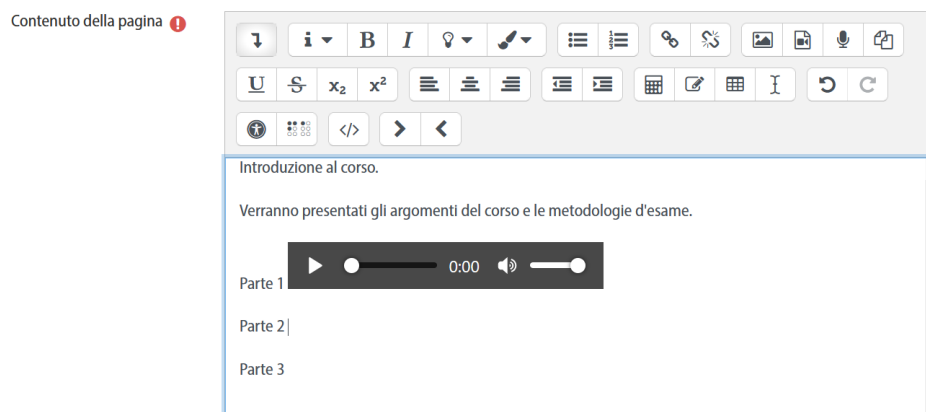 Contenuto della pagina
Introduzione al corso.
Verranno presentati gli argomenti del corso e le metodologie d'esame.
0:00
Parte 1
Parte 2
Parte 3